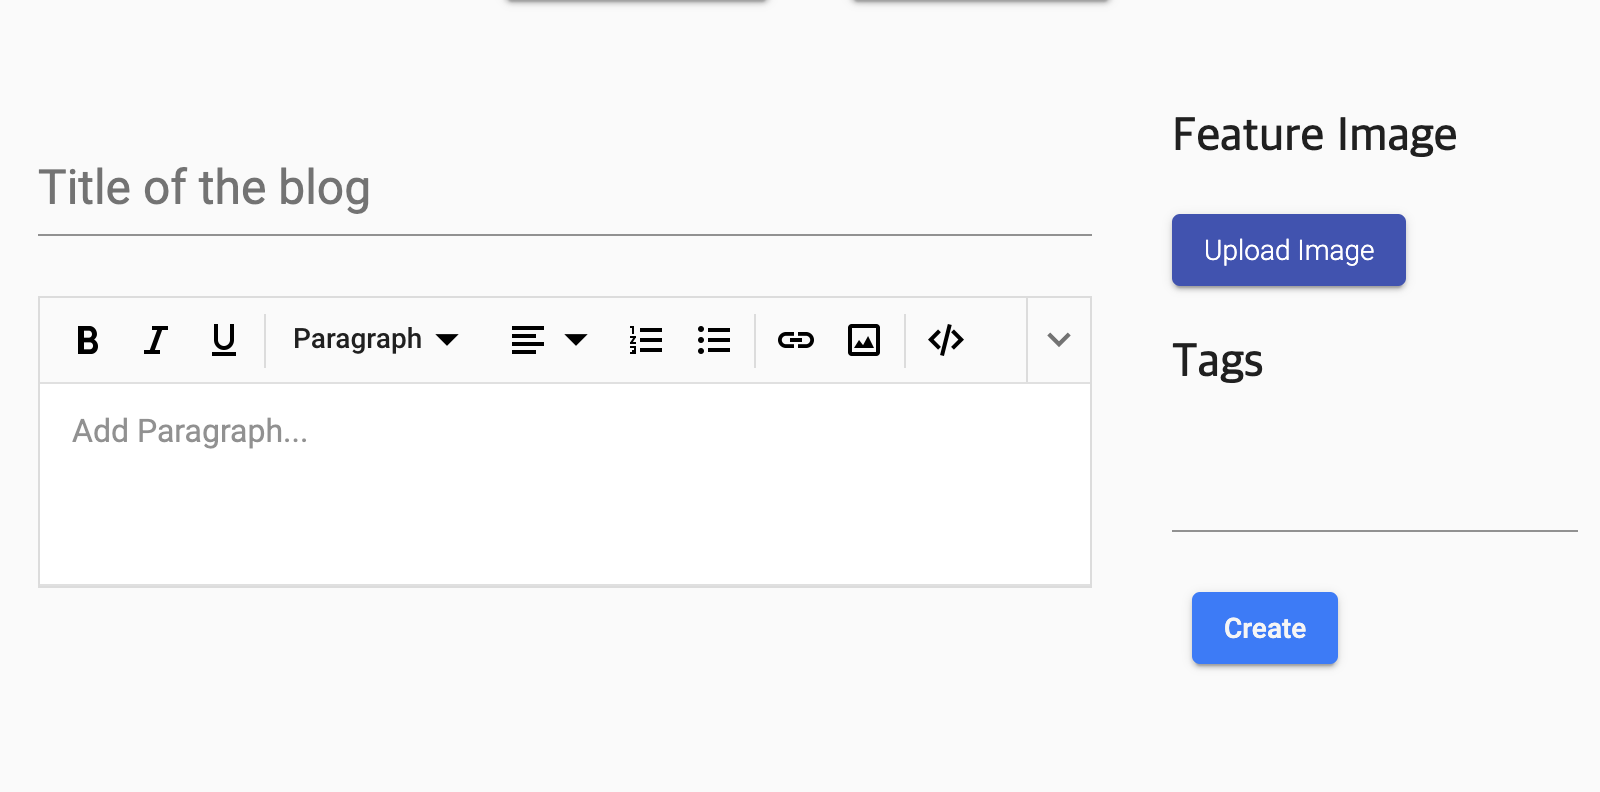 Title of the blog
B I U Paragraph
Add Paragraph...
Feature Image
Upload Image
Tags
Create